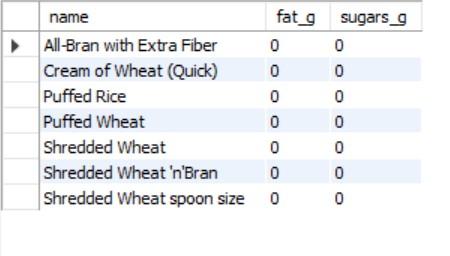 name fat_g sugars_g
All-Bran with Extra Fiber 0 0
Cream of Wheat (Quick) 0 0
Puffed Rice 0 0
Puffed Wheat 0 0
Shredded Wheat 0 0
Shredded Wheat 'n'Bran 0 0
Shredded Wheat spoon size 0 0